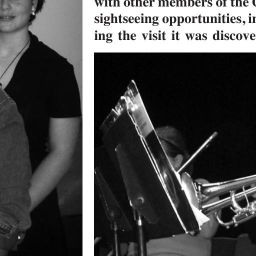 with other members of the
sightseeing opportunities, in
ing the visit it was discove